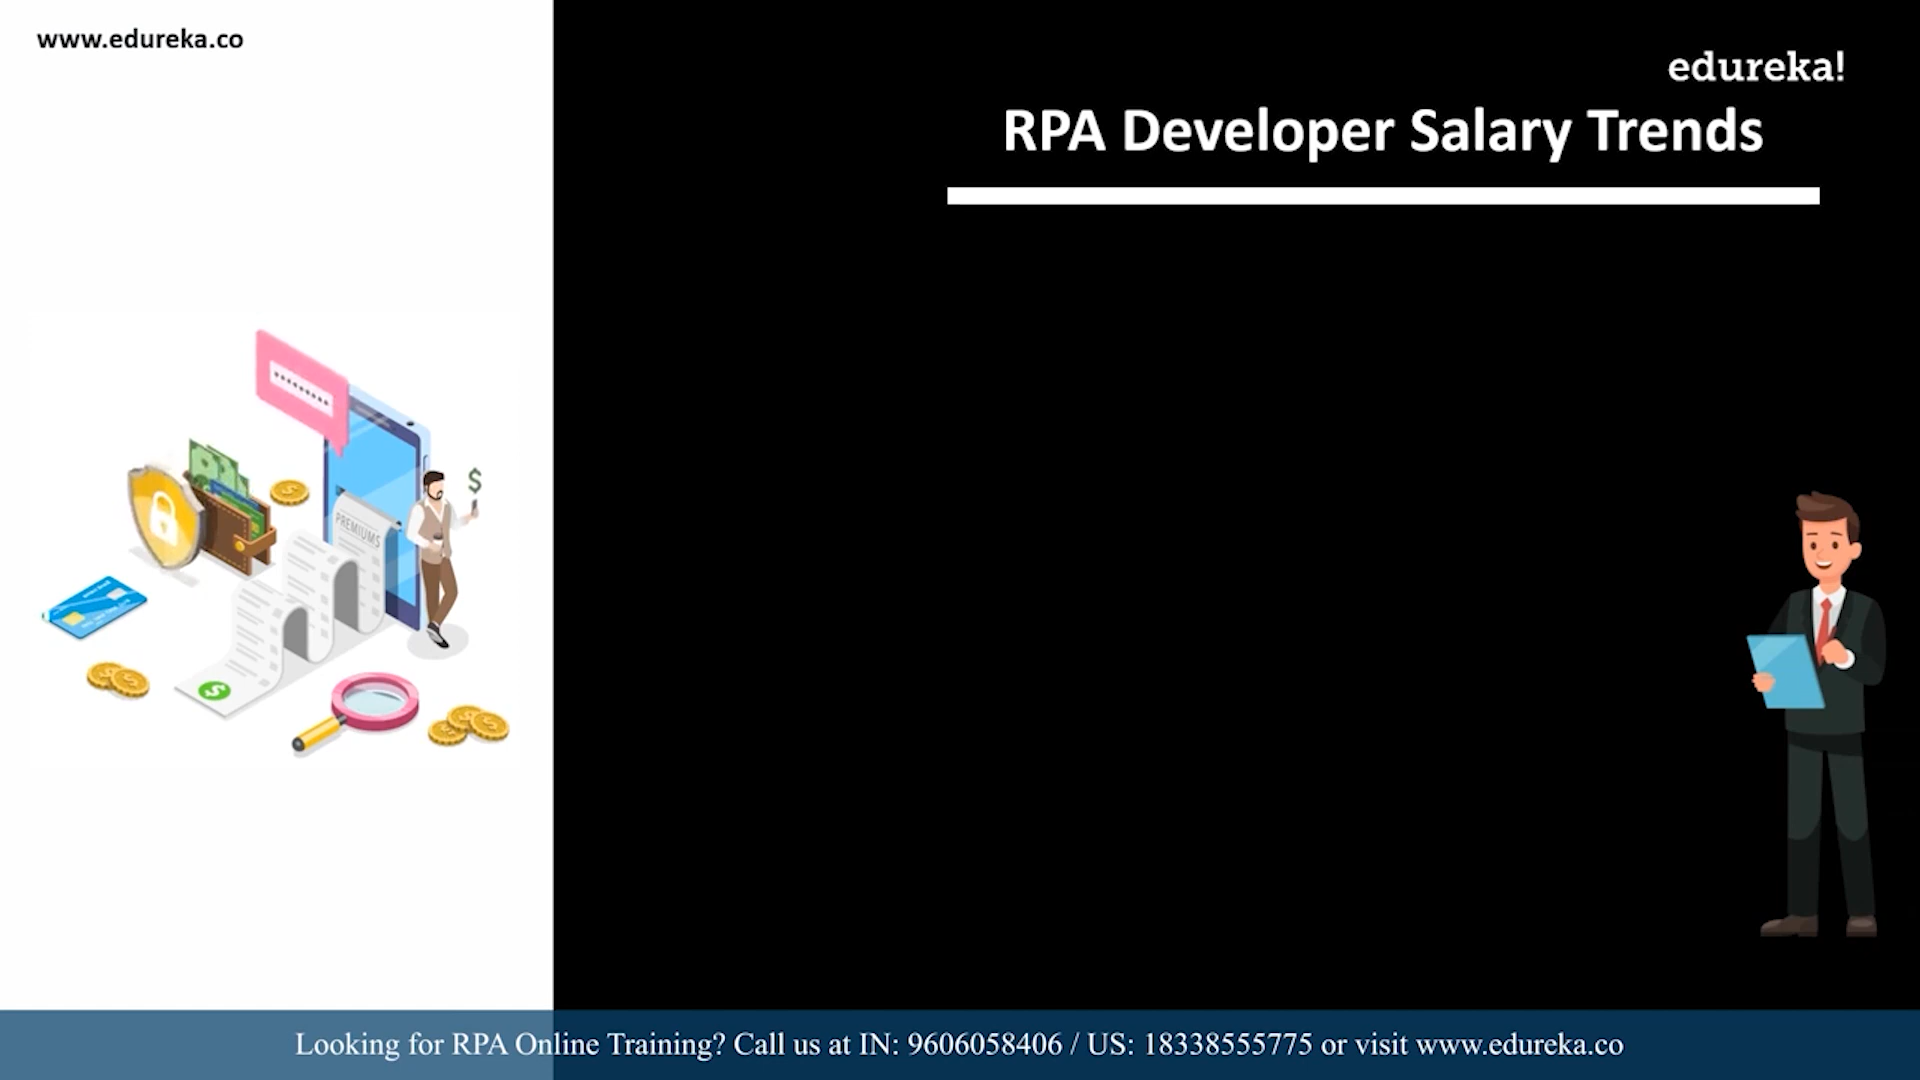 www.edureka.co
edureka!
RPA Developer Salary Trends
PREMIUMS
Looking for RPA Online Training? Call us at IN: 9606058406 / US: 18338555775 or visit www.edureka.co